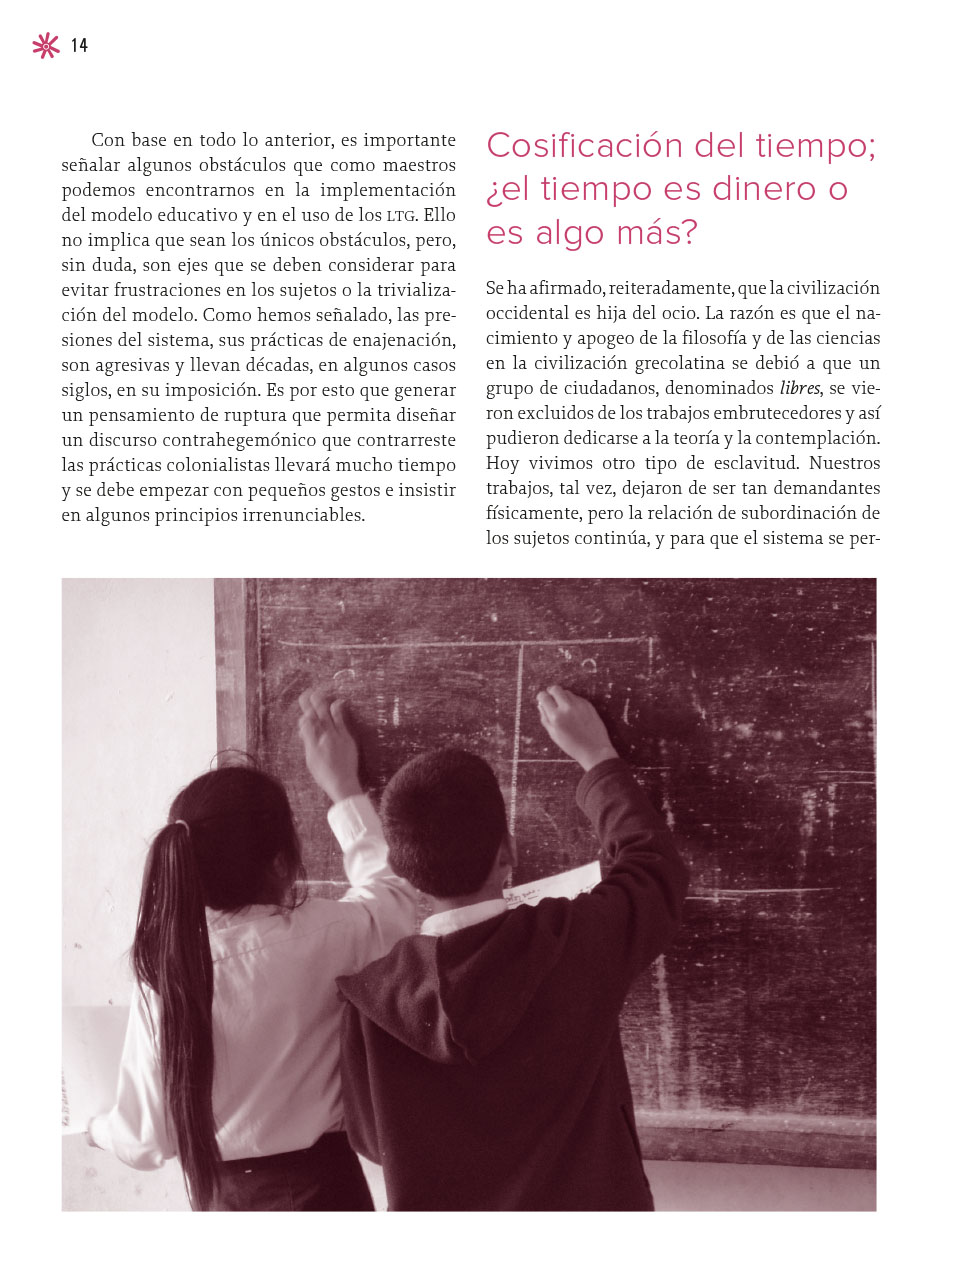 14
Con base en todo lo anterior, es importante
señalar algunos obstáculos que como maestros
podemos encontrarnos en la implementación
del modelo educativo y en el uso de los LTG. Ello
no implica que sean los únicos obstáculos, pero,
sin duda, son ejes que se deben considerar para
evitar frustraciones en los sujetos o la trivializa-
ción del modelo. Como hemos señalado, las pre-
siones del sistema, sus prácticas de enajenación,
son agresivas y llevan décadas, en algunos casos
siglos, en su imposición. Es por esto que generar
un pensamiento de ruptura que permita diseñar
un discurso contrahegemónico que contrarreste
las prácticas colonialistas llevará mucho tiempo
y se debe empezar con pequeños gestos e insistir
en algunos principios irrenunciables.
Cosificación del tiempo;
¿el tiempo es dinero o
es algo más?
Se ha afirmado, reiteradamente, que la civilización
occidental es hija del ocio. La razón es que el na-
cimiento y apogeo de la filosofía y de las ciencias
en la civilización grecolatina se debió a que un
grupo de ciudadanos, denominados libres, se vie-
ron excluidos de los trabajos embrutecedores y así
pudieron dedicarse a la teoría y la contemplación.
Hoy vivimos otro tipo de esclavitud. Nuestros
trabajos, tal vez, dejaron de ser tan demandantes
físicamente, pero la relación de subordinación de
los sujetos continúa, y para que el sistema se per-